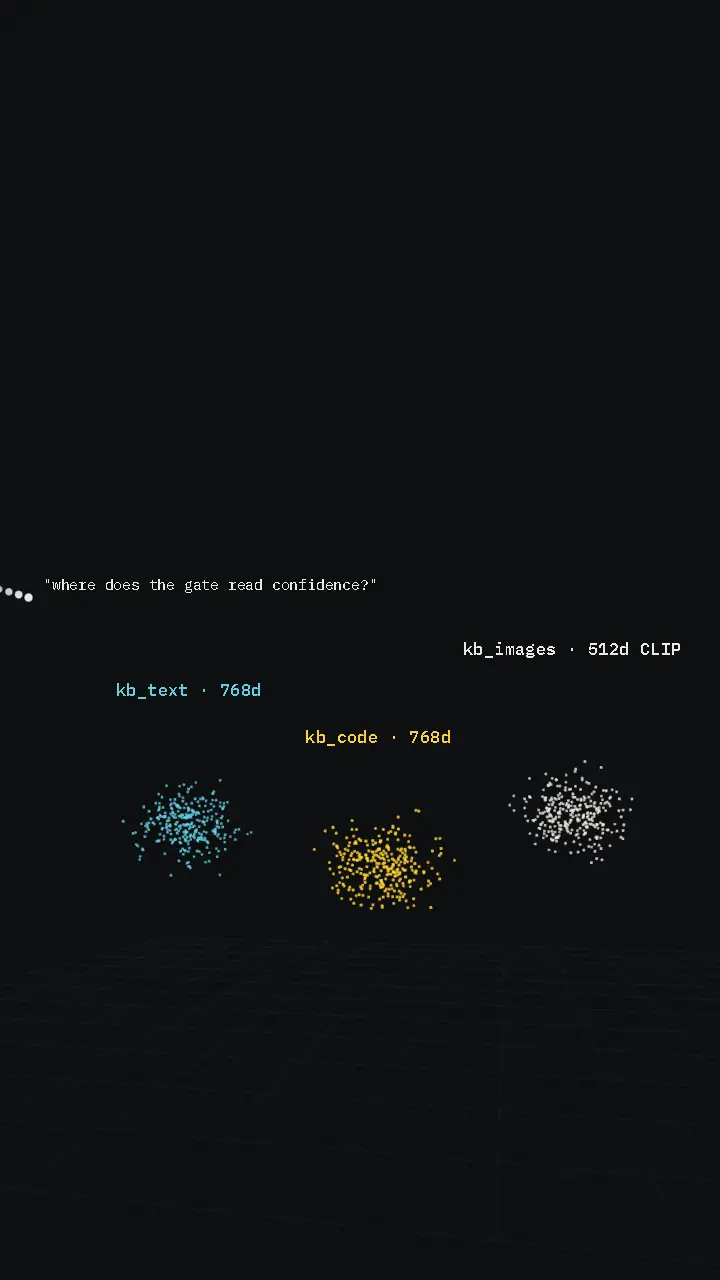 "where does the gate read confidence?"
kb_images · 512d CLIP
kb_text · 768d
kb_code · 768d